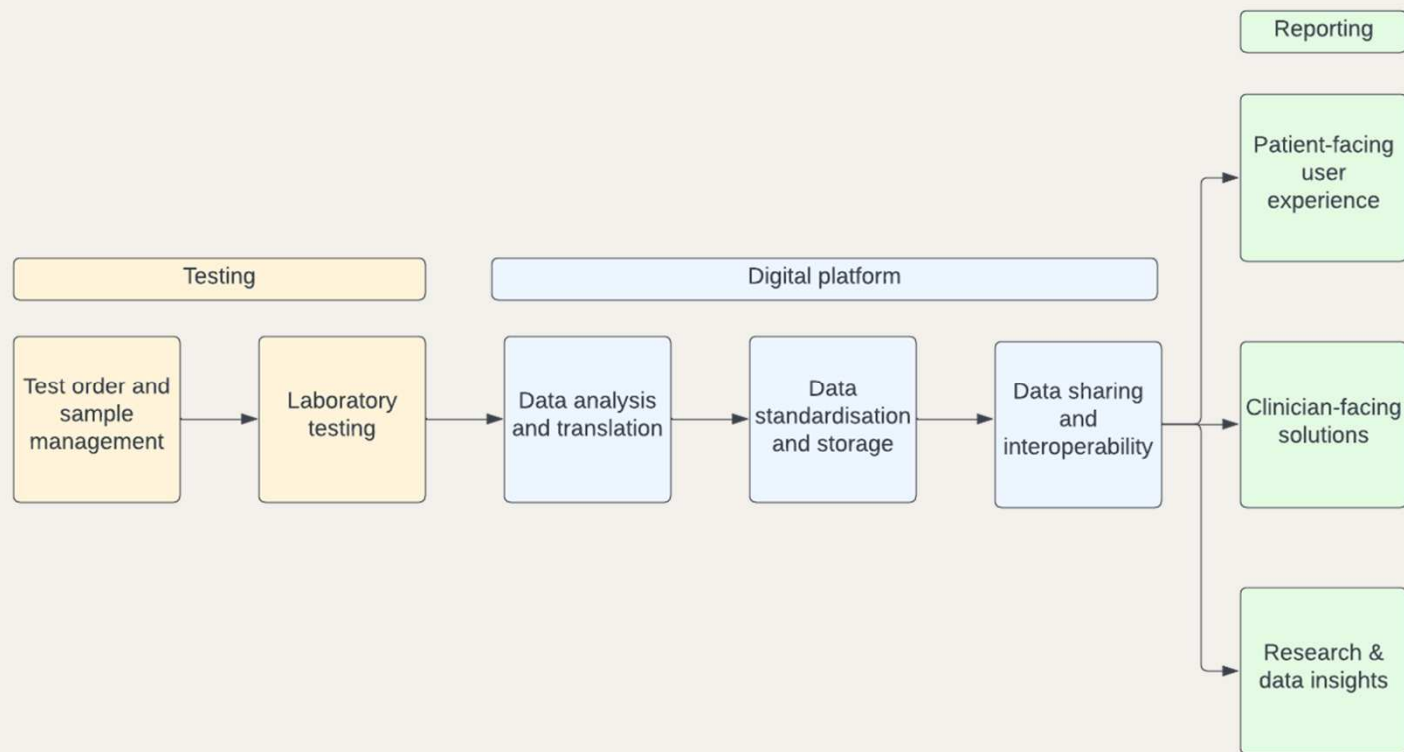 Reporting
Patient-facing
user
experience
Testing
Digital platform
Test order and
sample
management
Laboratory
testing
Data analysis
and translation
Data
standardisation
and storage
Data sharing
and
interoperability
Clinician-facing
solutions
Research &
data insights